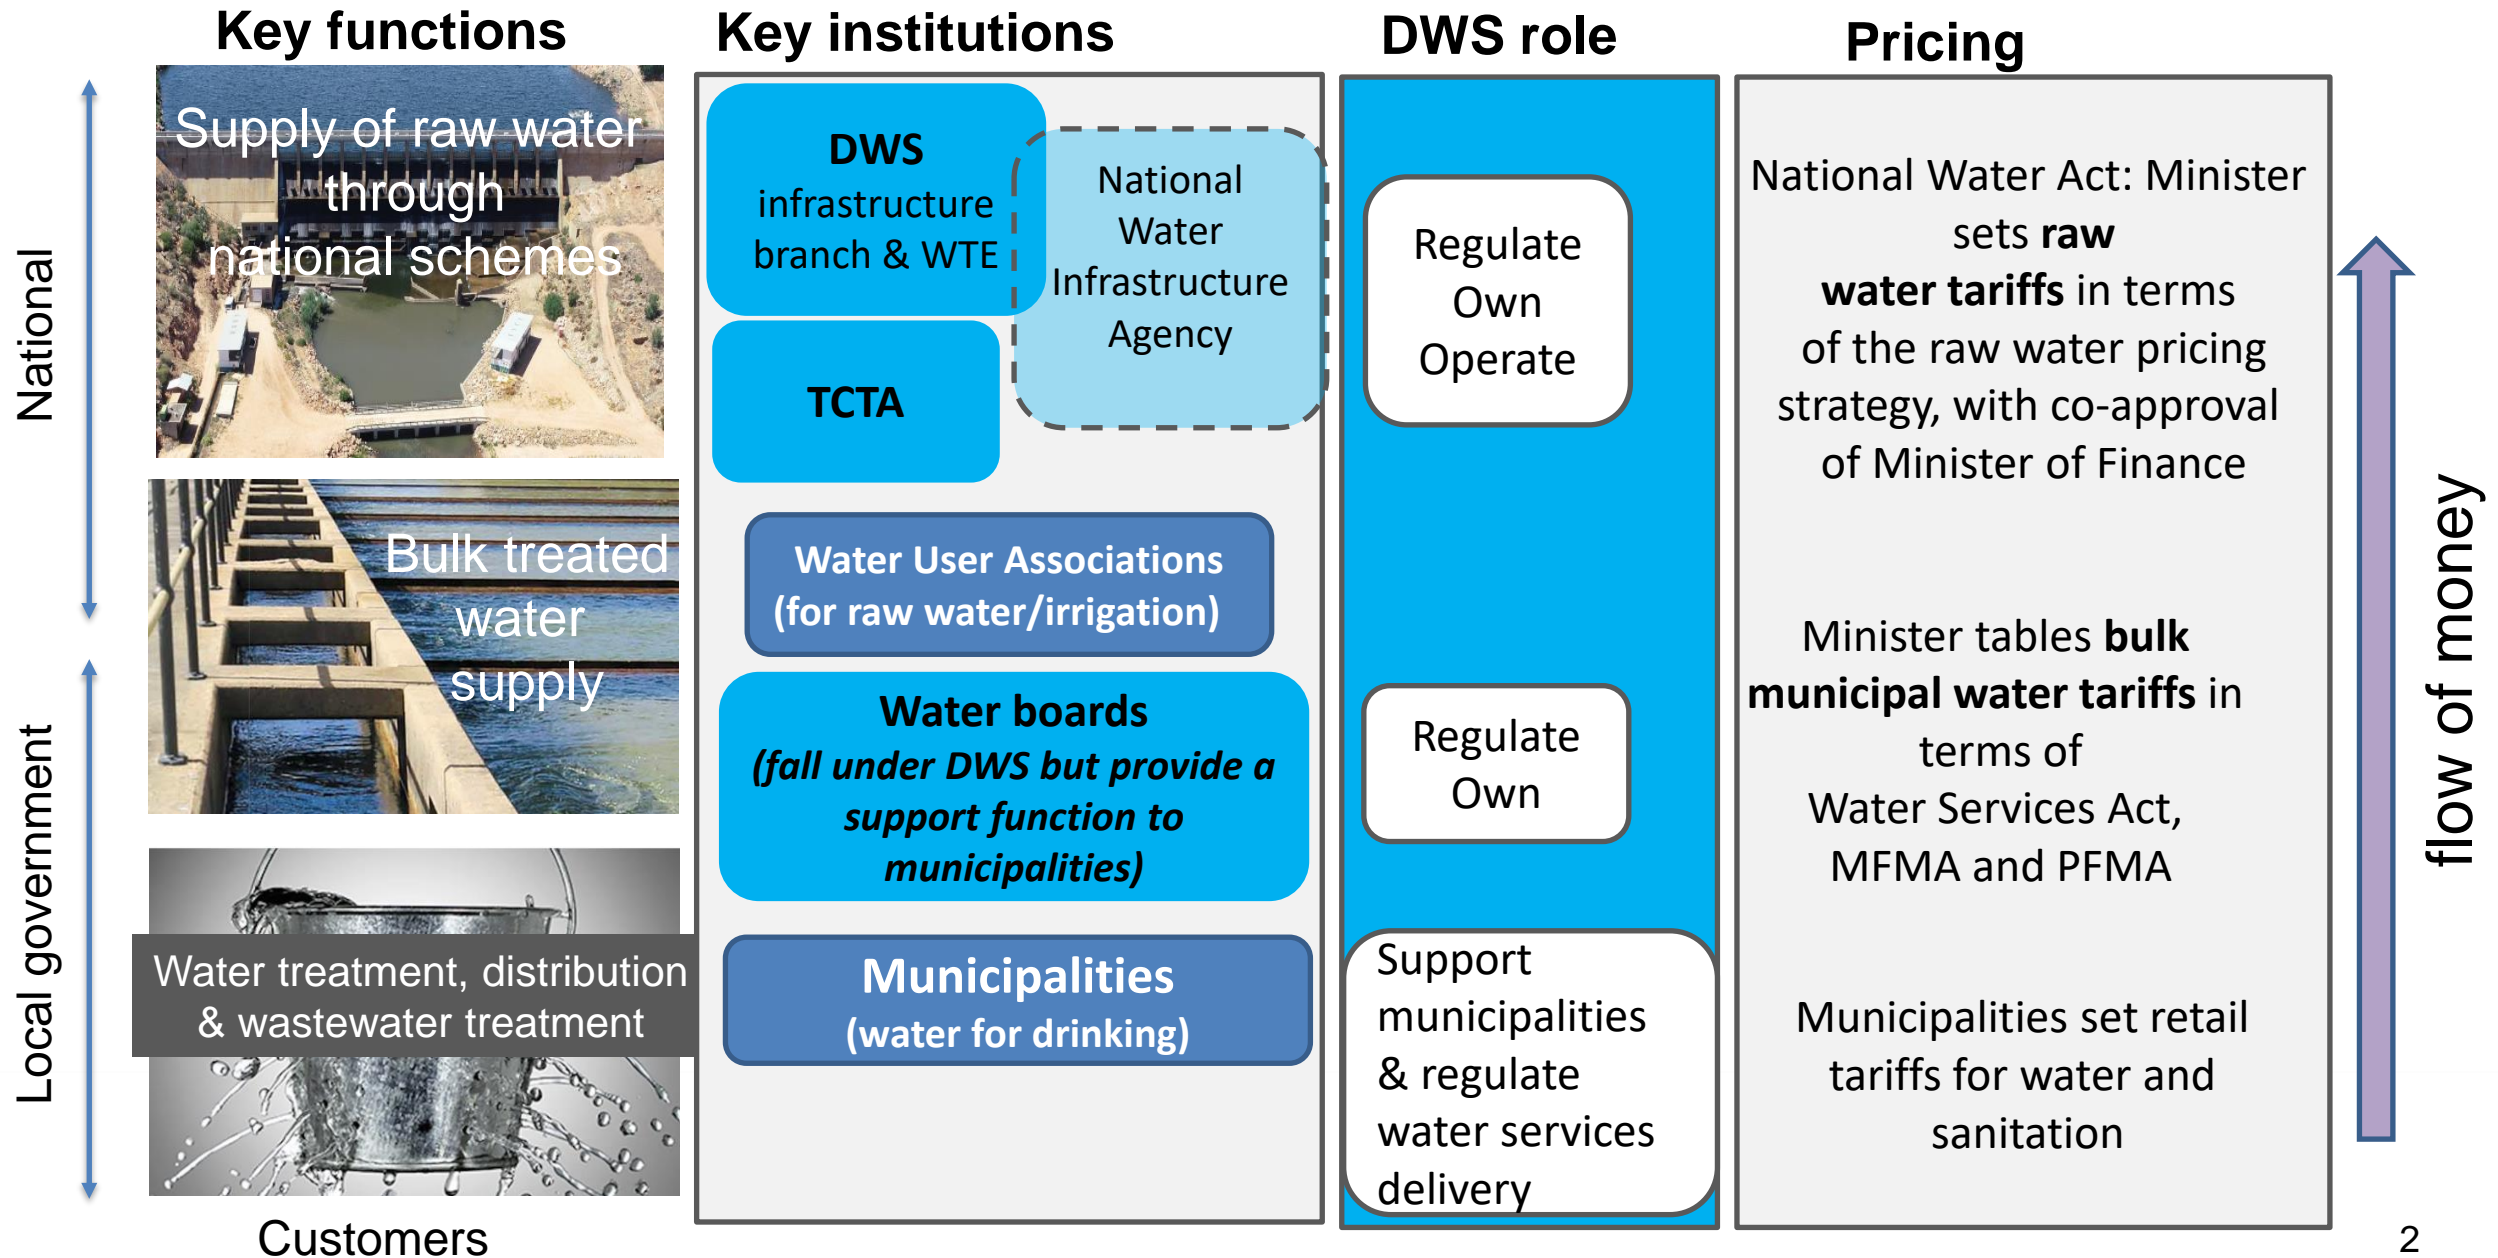 Key functions
Key institutions
DWS role
Pricing
National
Local government
Supply of raw water
through
national schemes
Bulk treated
water
supply
Water treatment, distribution
& wastewater treatment
Customers
DWS
infrastructure
branch & WTE
National
Water
Infrastructure
Agency
TCTA
Water User Associations
(for raw water/irrigation)
Water boards
(fall under DWS but provide a
support function to
municipalities)
Municipalities
(water for drinking)
Regulate
Own
Operate
Regulate
Own
Support
municipalities
& regulate
water services
delivery
National Water Act: Minister
sets raw
water tariffs in terms
of the raw water pricing
strategy, with co-approval
of Minister of Finance
Minister tables bulk
municipal water tariffs in
terms of
Water Services Act,
MFMA and PFMA
Municipalities set retail
tariffs for water and
sanitation
flow of money
2